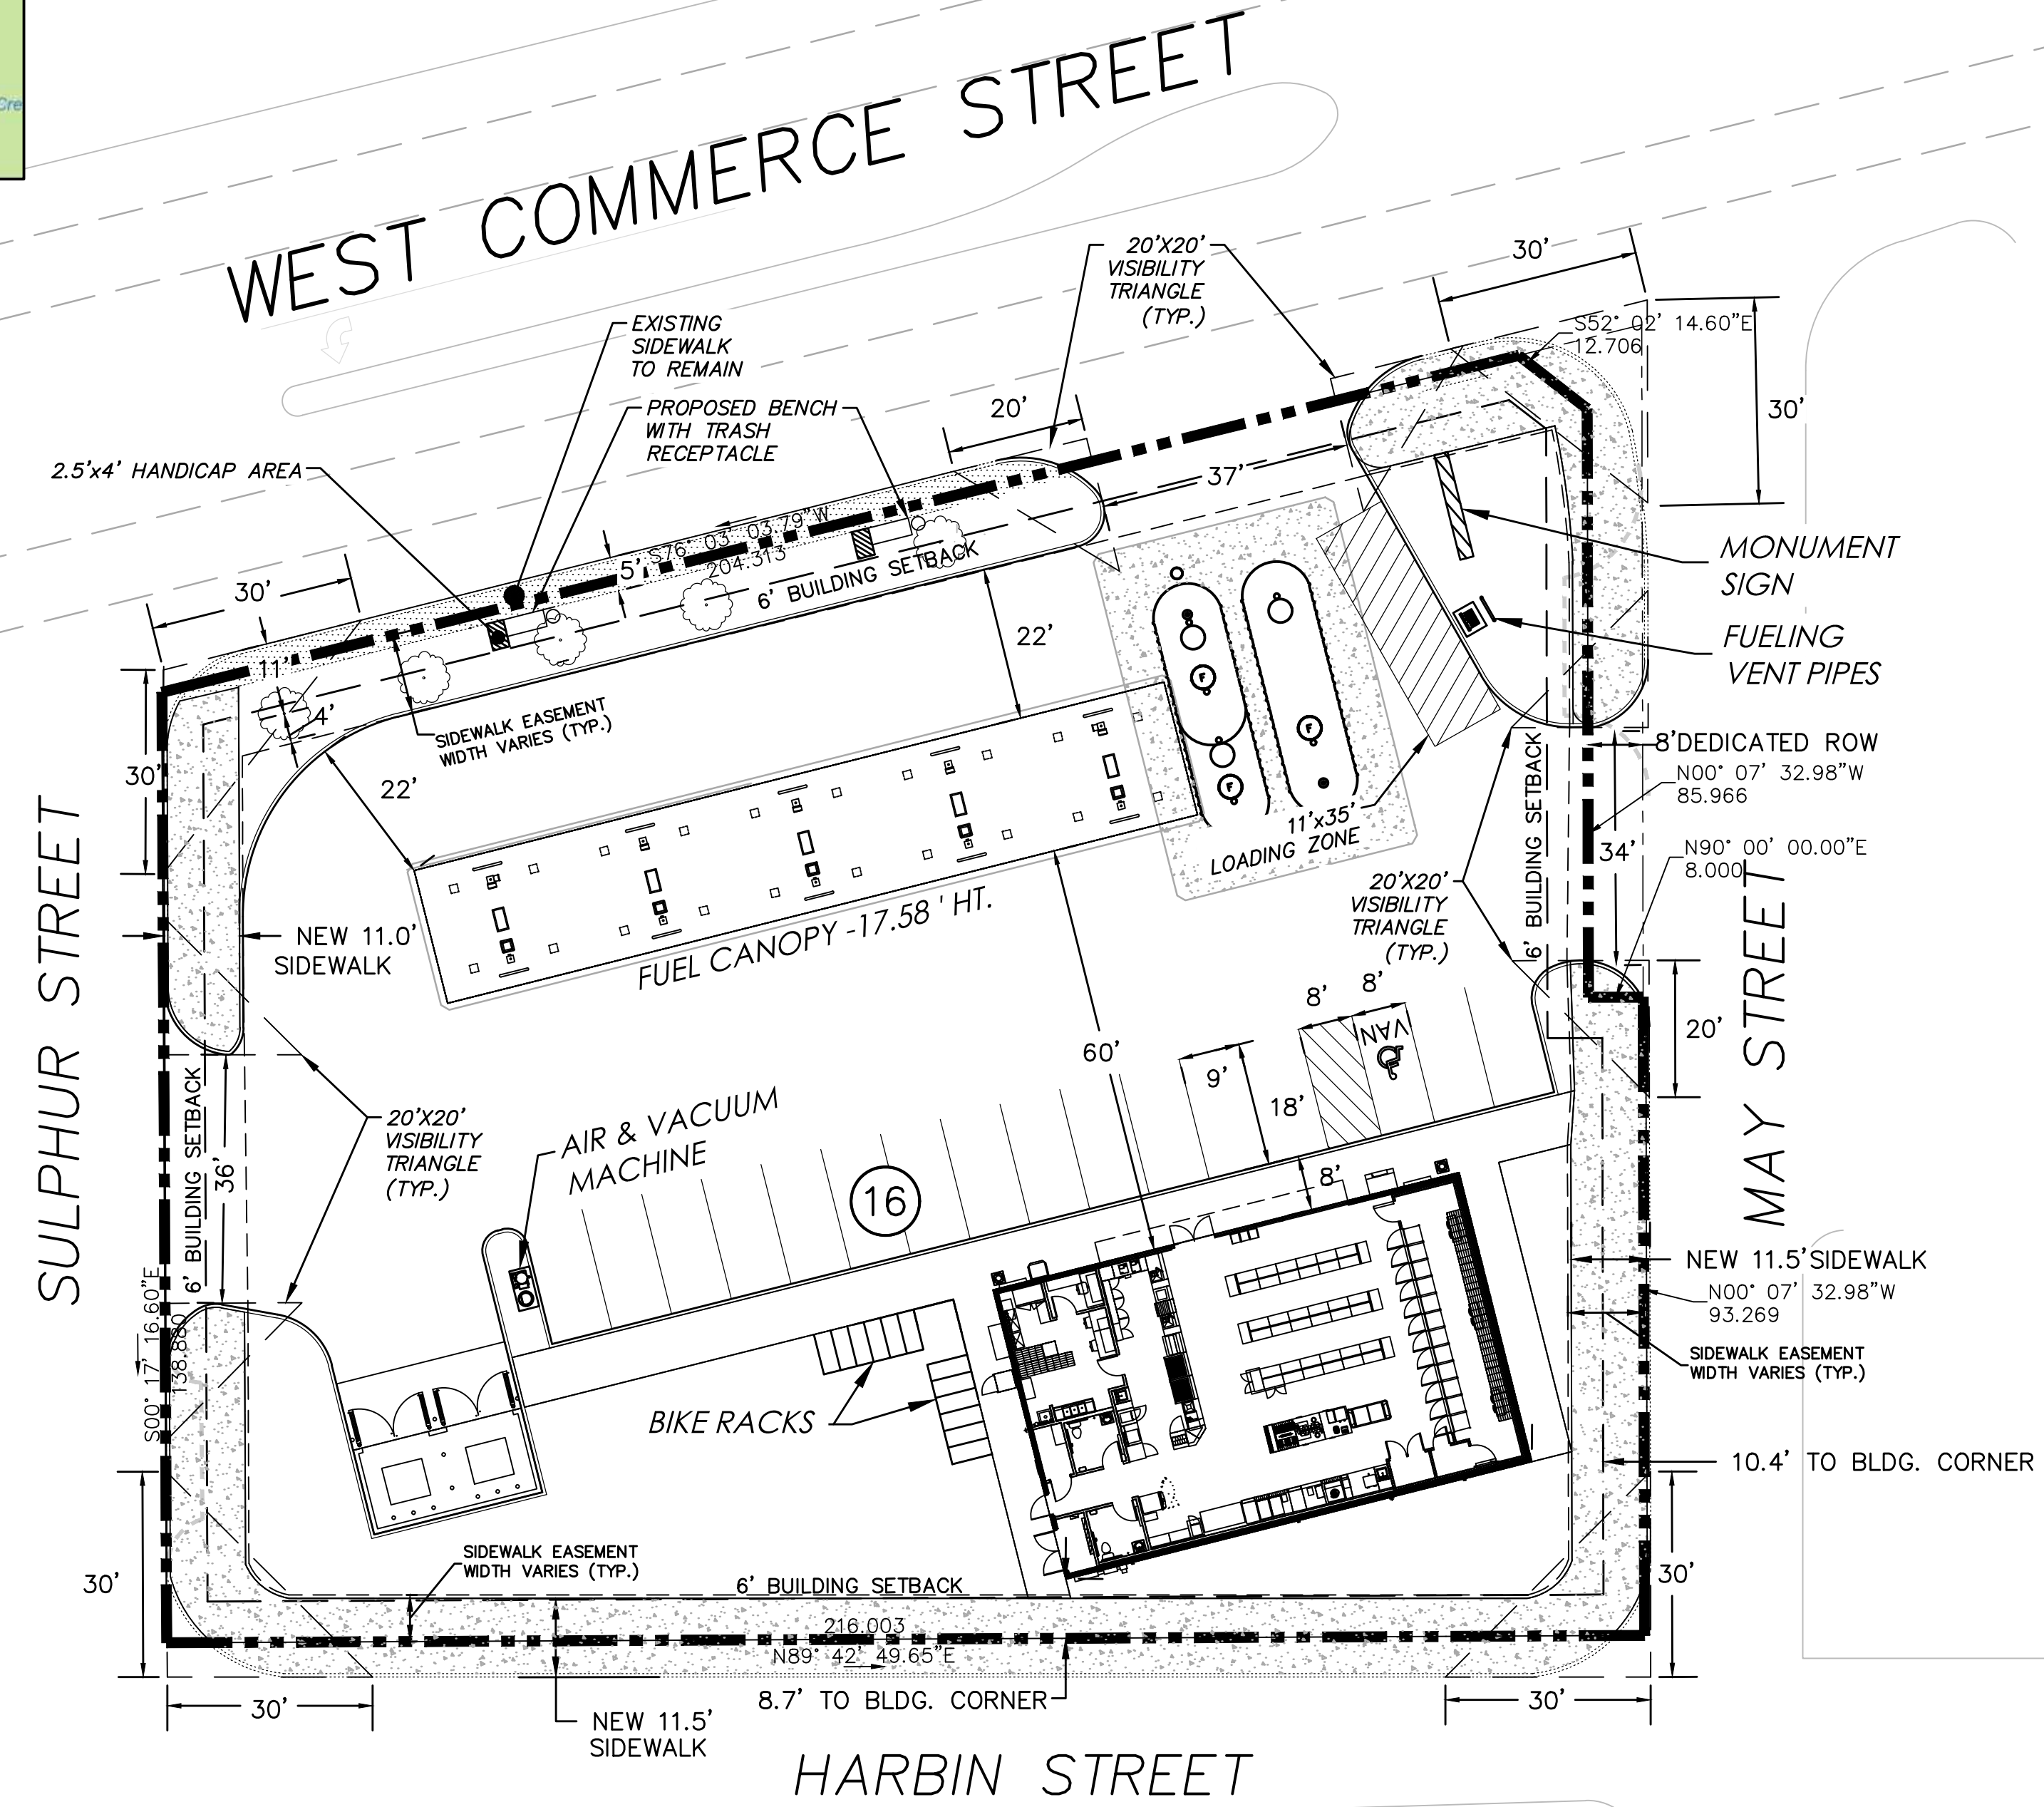 Cre
WEST COMMERCE STREET
20'X20'
VISIBILITY
TRIANGLE
(TYP.)
30'
S52° 02' 14.60"E
12.706
30'
EXISTING
SIDEWALK
TO REMAIN
PROPOSED BENCH
WITH TRASH
RECEPTACLE
20'
37'
2.5'x4' HANDICAP AREA
S76° 03' 03.79"W
204.313
5'
6' BUILDING SETBACK
MONUMENT
SIGN
30'
11'
4'
22'
FUELING
VENT PIPES
F
F
F
SIDEWALK EASEMENT
WIDTH VARIES (TYP.)
30'
22'
8' DEDICATED ROW
N00° 07' 32.98"W
85.966
6' BUILDING SETBACK
34'
N90° 00' 00.00"E
8.000
11'x35'
LOADING ZONE
20'X20'
VISIBILITY
TRIANGLE
(TYP.)
SULPHUR STREET
NEW 11.0'
SIDEWALK
FUEL CANOPY -17.58 ' HT.
MAY STREET
8'
8'
VAN
20'
60'
9'
18'
6' BUILDING SETBACK
36'
20'X20'
VISIBILITY
TRIANGLE
(TYP.)
AIR & VACUUM
MACHINE
16
8'
NEW 11.5' SIDEWALK
N00° 07' 32.98"W
93.269
S00° 17' 16.60"E
138.880
SIDEWALK EASEMENT
WIDTH VARIES (TYP.)
BIKE RACKS
10.4' TO BLDG. CORNER
SIDEWALK EASEMENT
WIDTH VARIES (TYP.)
30'
30'
6' BUILDING SETBACK
216.003
N89° 42' 49.65"E
8.7' TO BLDG. CORNER
30'
30'
NEW 11.5'
SIDEWALK
HARBIN STREET